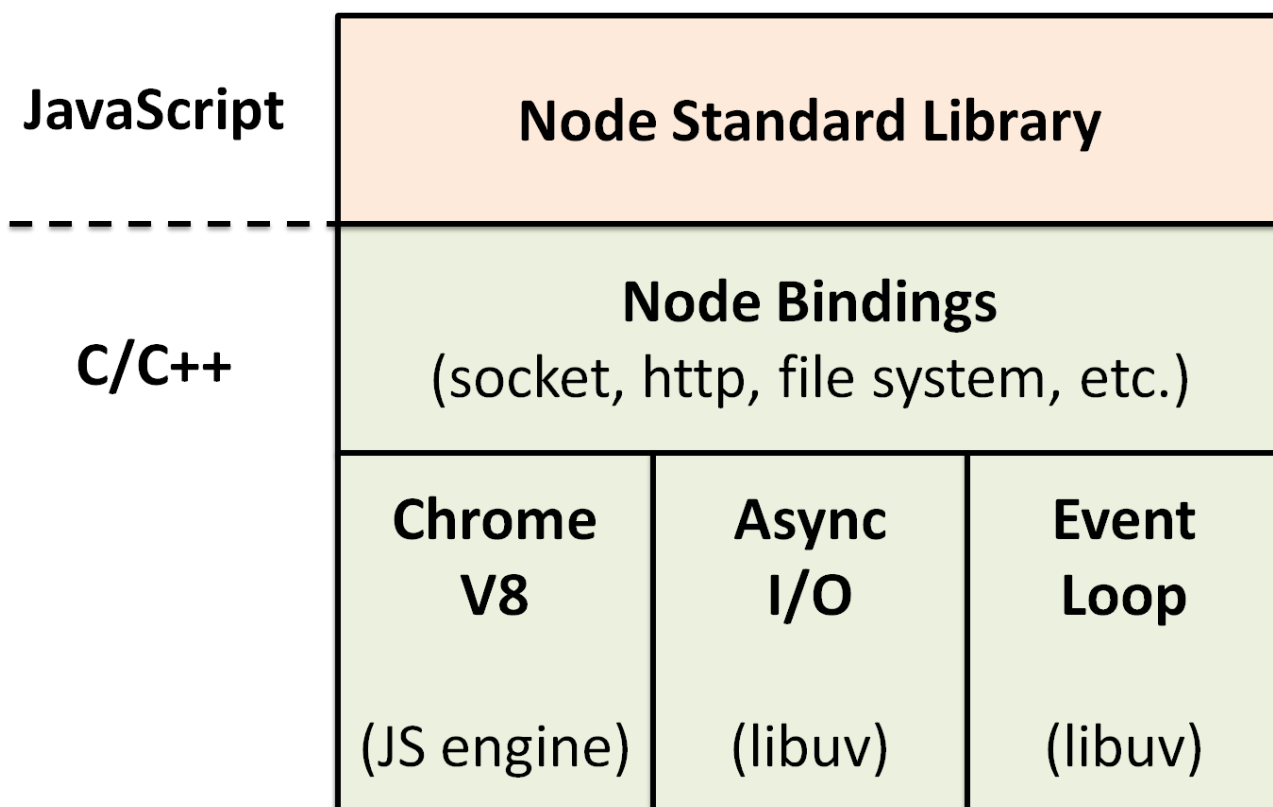 JavaScript
Node Standard Library
C/C++
Node Bindings
(socket, http, file system, etc.)
Chrome
V8
(JS engine)
Async
I/O
(libuv)
Event
Loop
(libuv)